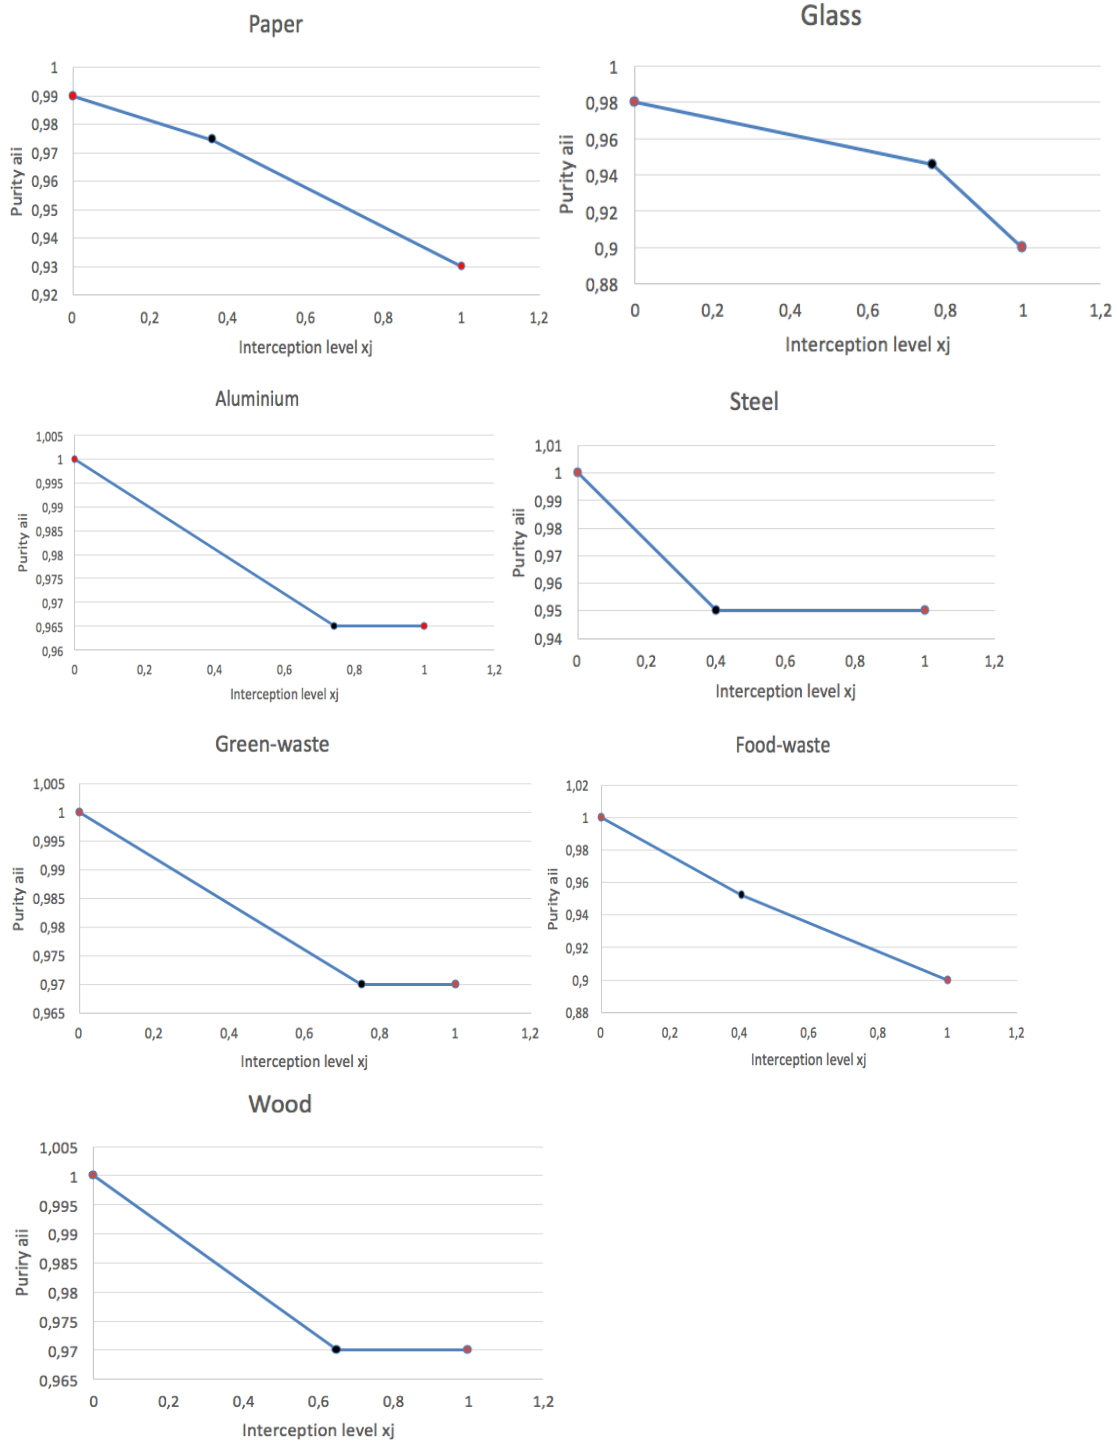 Paper
1
0,99
0,98
0,97
0,96
0,95
0,94
0,93
0,92
Purity aii
0 0,2 0,4 0,6 0,8 1 1,2
Interception level xj
Glass
1
0,98
0,96
0,94
0,92
0,9
0,88
Purity aii
0 0,2 0,4 0,6 0,8 1 1,2
Interception level xj
Aluminium
1,005
1
0,995
0,99
0,985
0,98
0,975
0,97
0,965
0,96
Purity aii
0 0,2 0,4 0,6 0,8 1 1,2
Interception level xj
Steel
1,01
1
0,99
0,98
0,97
0,96
0,95
0,94
Purity aii
0 0,2 0,4 0,6 0,8 1 1,2
Interception level xj
Green-waste
1,005
1
0,995
0,99
0,985
0,98
0,975
0,97
0,965
Purity aii
0 0,2 0,4 0,6 0,8 1 1,2
Interception level xj
Food-waste
1,02
1
0,98
0,96
0,94
0,92
0,9
0,88
Purity aii
0 0,2 0,4 0,6 0,8 1 1,2
Interception level xj
Wood
1,005
1
0,995
0,99
0,985
0,98
0,975
0,97
0,965
Puriry aii
0 0,2 0,4 0,6 0,8 1 1,2
Interception level xj